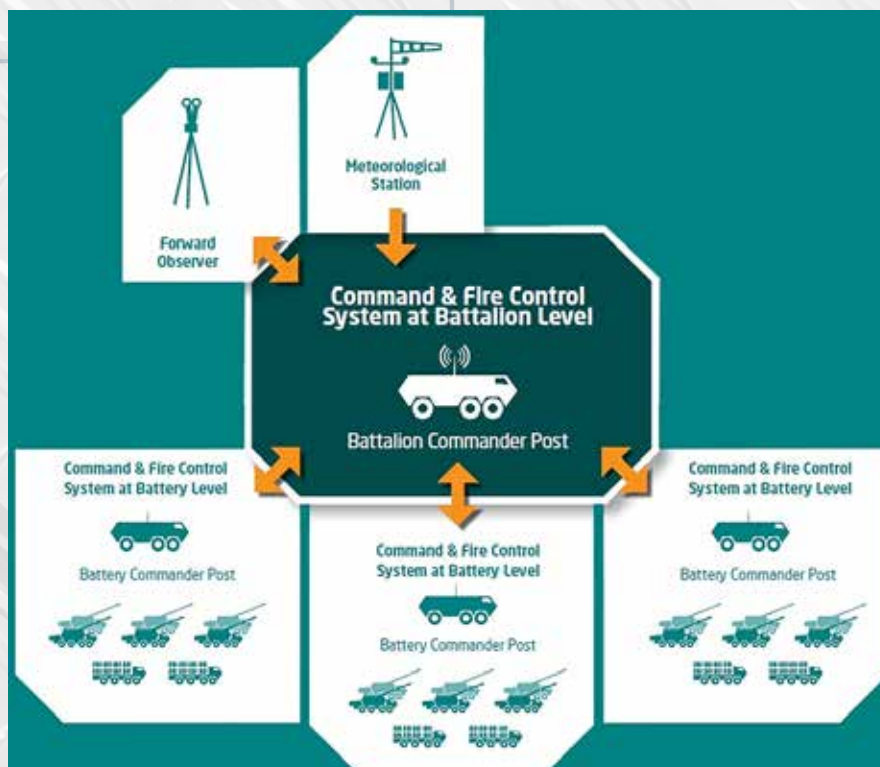 Meteorological
Station
Forward
Observer
Command & Fire Control
System at Battalion Level
Battalion Commander Post
Command & Fire Control
System at Battery Level
Battery Commander Post
Command & Fire Control
System at Battery Level
Battery Commander Post
Command & Fire Control
System at Battery Level
Battery Commander Post